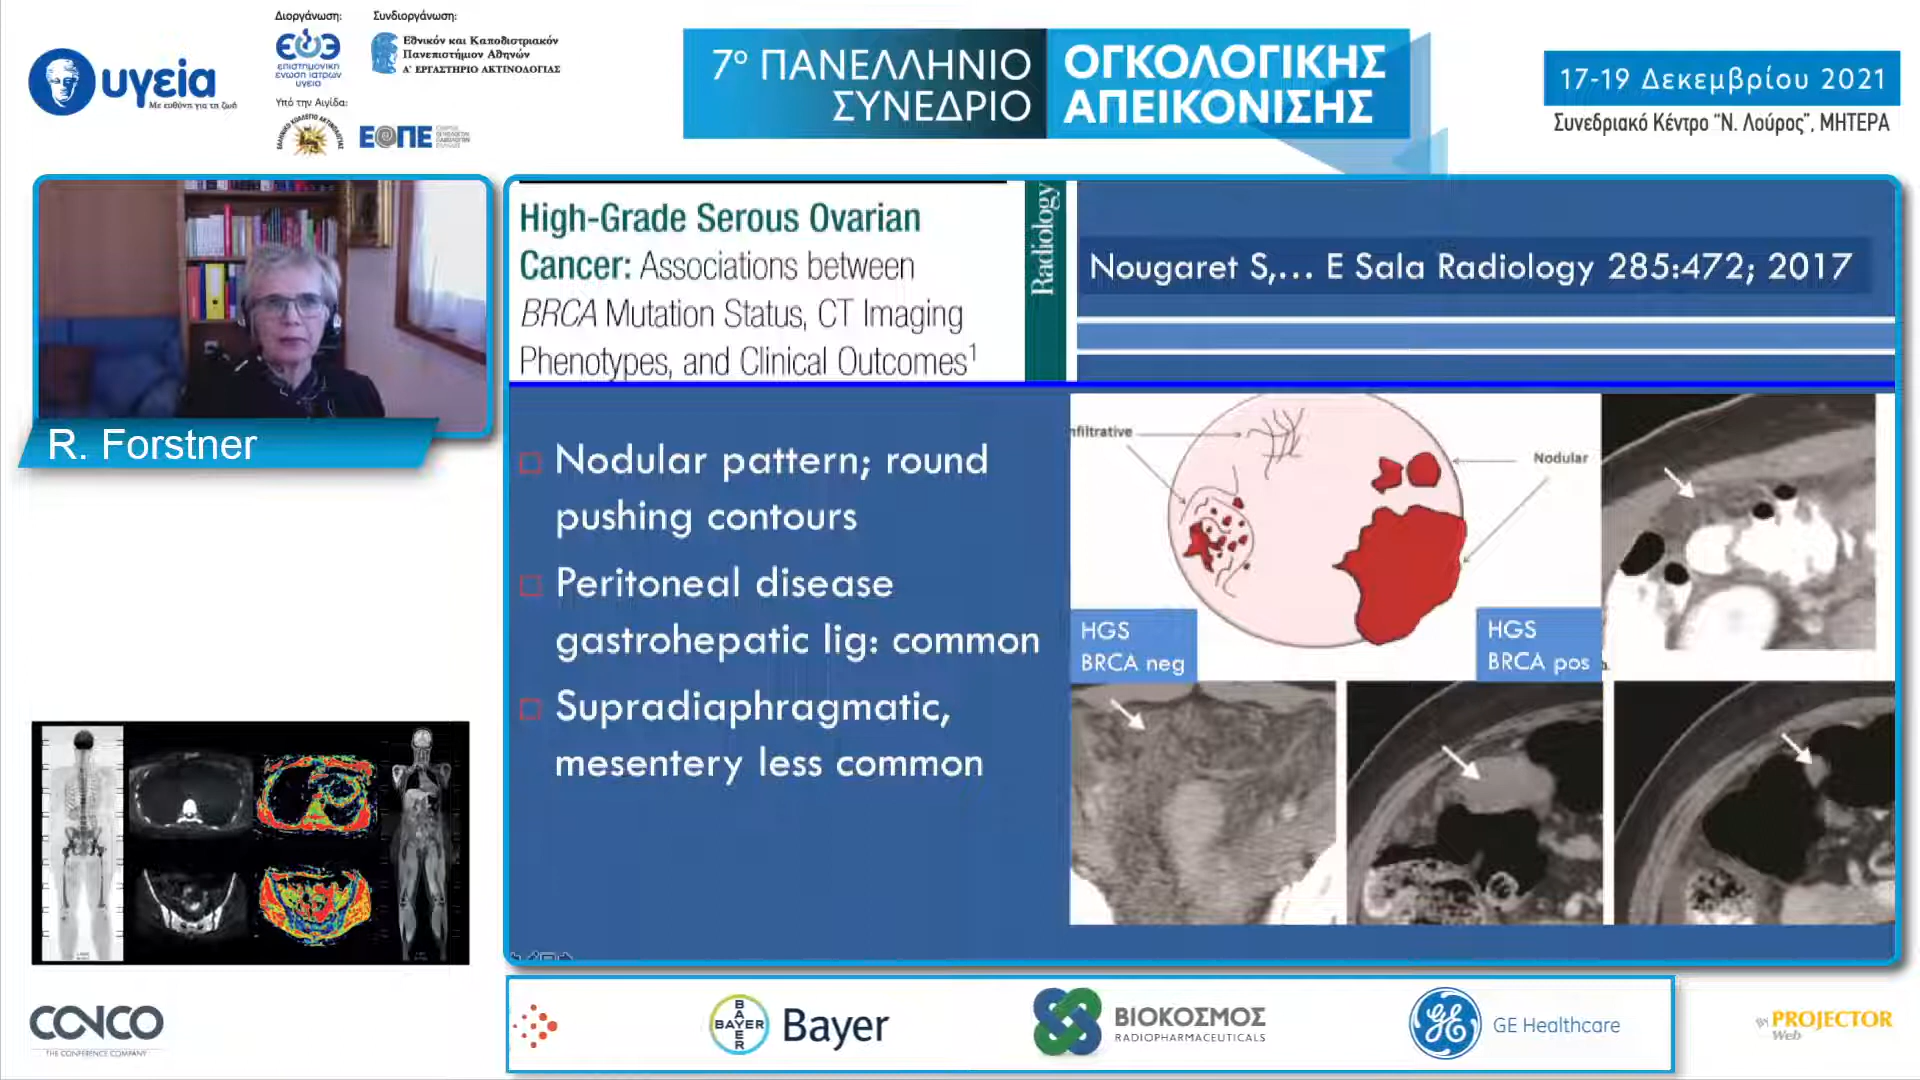 Διοργάνωση:
Συνδιοργάνωση:
υγεία
Με ευθύνη για τη ζωή
επιστημονική
ένωση ιατρών
υγεία
Εθνικόν και Καποδιστριακόν
Πανεπιστήμιον Αθηνών
Α' ΕΡΓΑΣΤΗΡΙΟ ΑΚΤΙΝΟΛΟΓΙΑΣ
Υπό την Αιγίδα:
7ο ΠΑΝΕΛΛΗΝΙΟ
ΣΥΝΕΔΡΙΟ
ΟΓΚΟΛΟΓΙΚΗΣ
ΑΠΕΙΚΟΝΙΣΗΣ
17-19 Δεκεμβρίου 2021
Συνεδριακό Κέντρο “Ν. Λούρος”, ΜΗΤΕΡΑ
R. Forstner
High-Grade Serous Ovarian
Cancer: Associations between
BRCA Mutation Status, CT Imaging
Phenotypes, and Clinical Outcomes1
Radiology
Nougaret S,... E Sala Radiology 285:472; 2017
Nodular pattern; round
pushing contours
Peritoneal disease
gastrohepatic lig: common
Supradiaphragmatic,
mesentery less common
nfiltrative
Nodular
HGS
BRCA neg
HGS
BRCA pos
CONCO
THE CONFERENCE COMPANY
BAYER
BAYER
Bayer
ΒΙΟΚΟΣΜΟΣ
RADIOPHARMACEUTICALS
GE Healthcare
BY PROJECTOR
Web